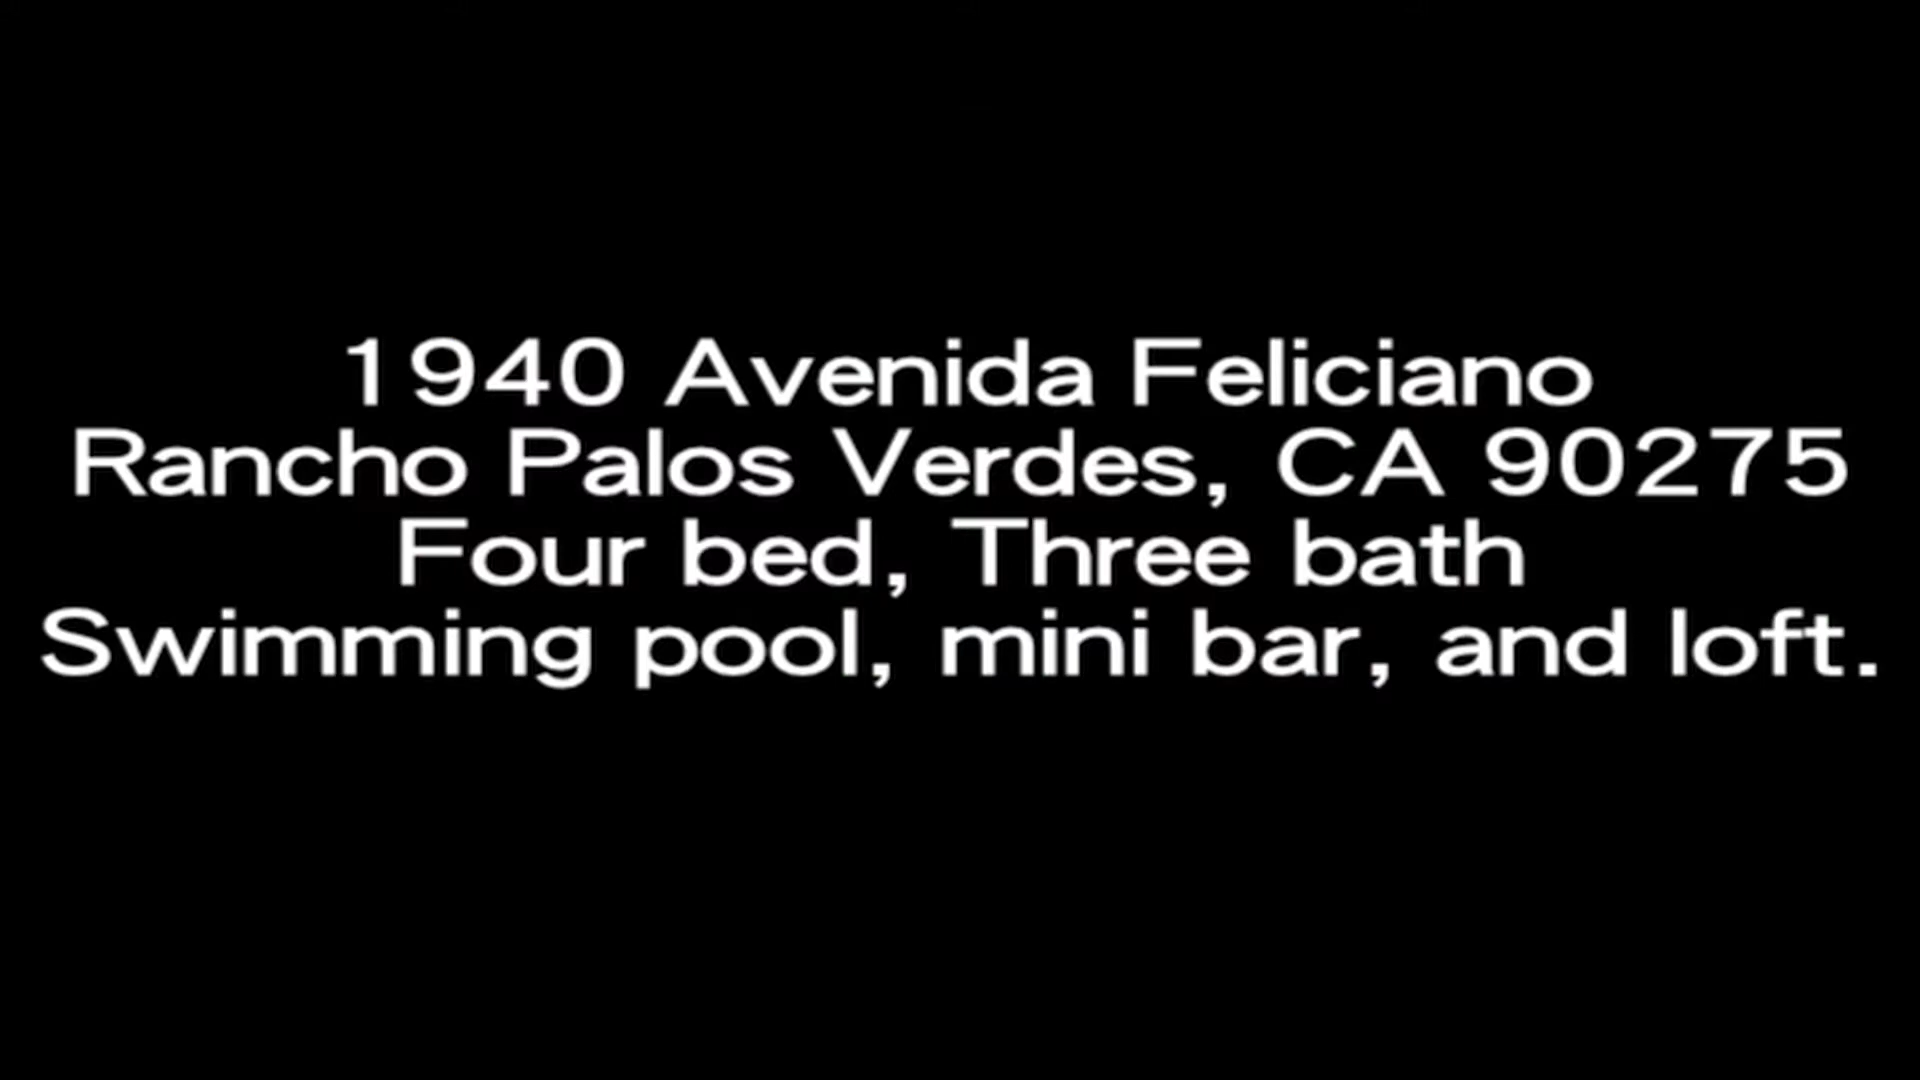 1940 Avenida Feliciano
Rancho Palos Verdes, CA 90275
Four bed, Three bath
Swimming pool, mini bar, and loft.